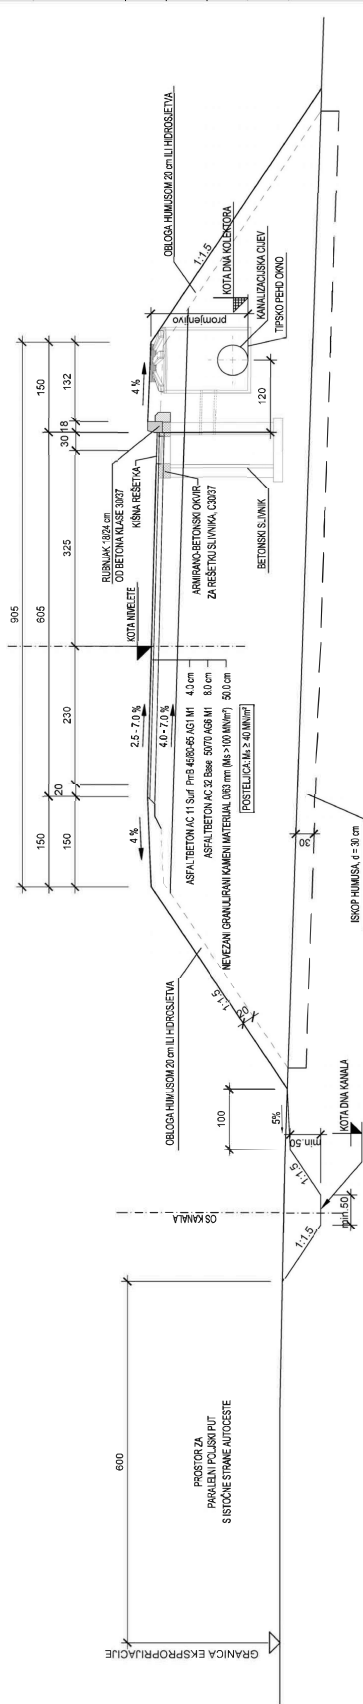 GRANICA EKSPROPRIJACIJE
600
PROSTOR ZA
PARALELNI POLJSKI PUT
S ISTOČNE STRANE AUTOCESTE
OS KANALA
1:1.5
min.50
1:1.5
KOTA DNA KANALA
min.50
100
5%
OBLOGA HUMUSOM 20 cm ILI HIDROSJETVA
1:1.5
20
ISKOP HUMUSA, d = 30 cm
30
905
150
605
150
150
20
230
325
30
18
132
4 %
2.5 - 7.0 %
4.0 - 7.0 %
KOTA NIVELETE
ASFALTBETON AC 11 Surf PmB 45/80-65 AG1 M1 4.0 cm
ASFALTBETON AC 32 Base 50/70 AG6 M1 8.0 cm
NEVEZANI GRANULIRANI KAMENI MATERIJAL 0/63 mm (Ms >100 MN/m²) 50.0 cm
POSTELJICA: Ms ≥ 40 MN/m²
RUBNJAK 18/24 cm
OD BETONA KLASE 30/37
KIŠNA REŠETKA
ARMIRANO-BETONSKI OKVIR
ZA REŠETKU SLIVNIKA, C30/37
BETONSKI SLIVNIK
4 %
120
promjenjivo
OBLOGA HUMUSOM 20 cm ILI HIDROSJETVA
1:1.5
KOTA DNA KOLEKTORA
KANALIZACIJSKA CIJEV
TIPSKO PEHD OKNO